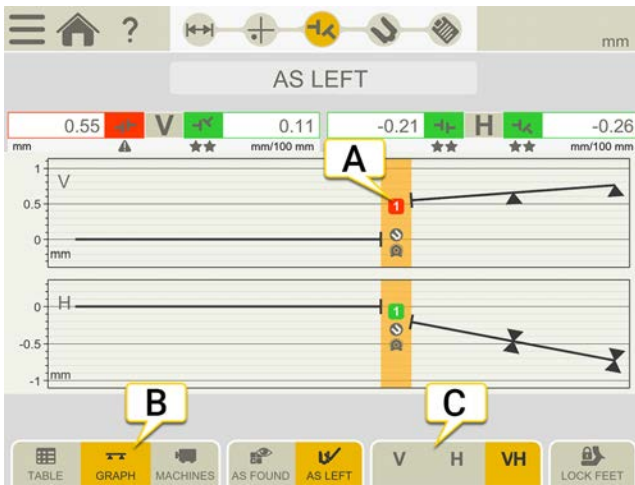 ?
mm
AS LEFT
0.55 V 0.11 -0.21 H -0.26
mm mm/100 mm mm/100 mm
A
1
V
0.5
1
0
mm
0
H
1
-0.5
-1
mm
B
C
TABLE GRAPH MACHINES AS FOUND AS LEFT V H VH LOCK FEET